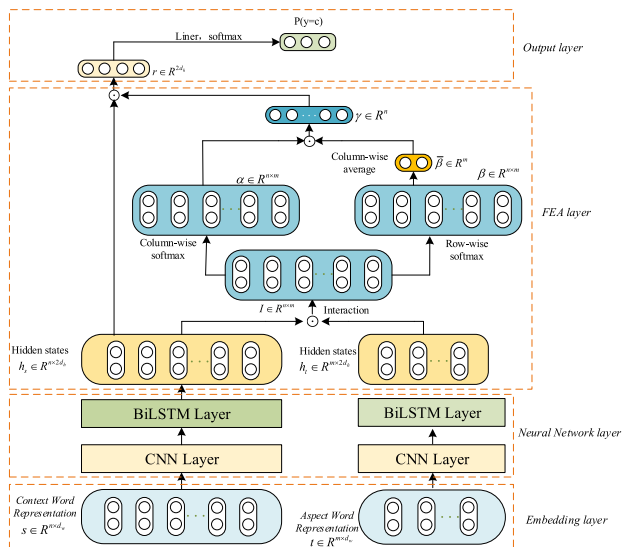 P(y=c)
Liner，softmax
Output layer
r ∈ R^{2d_h}
γ ∈ R^n
Column-wise
average
β̄ ∈ R^m
α ∈ R^{n×m}
β ∈ R^{n×m}
FEA layer
Column-wise
softmax
Row-wise
softmax
I ∈ R^{n×m}
Interaction
Hidden states
h_s ∈ R^{n×2d_h}
Hidden states
h_t ∈ R^{m×2d_h}
BiLSTM Layer
BiLSTM Layer
Neural Network layer
CNN Layer
CNN Layer
Context Word
Representation
s ∈ R^{n×d_w}
Aspect Word
Representation
t ∈ R^{m×d_w}
Embedding layer